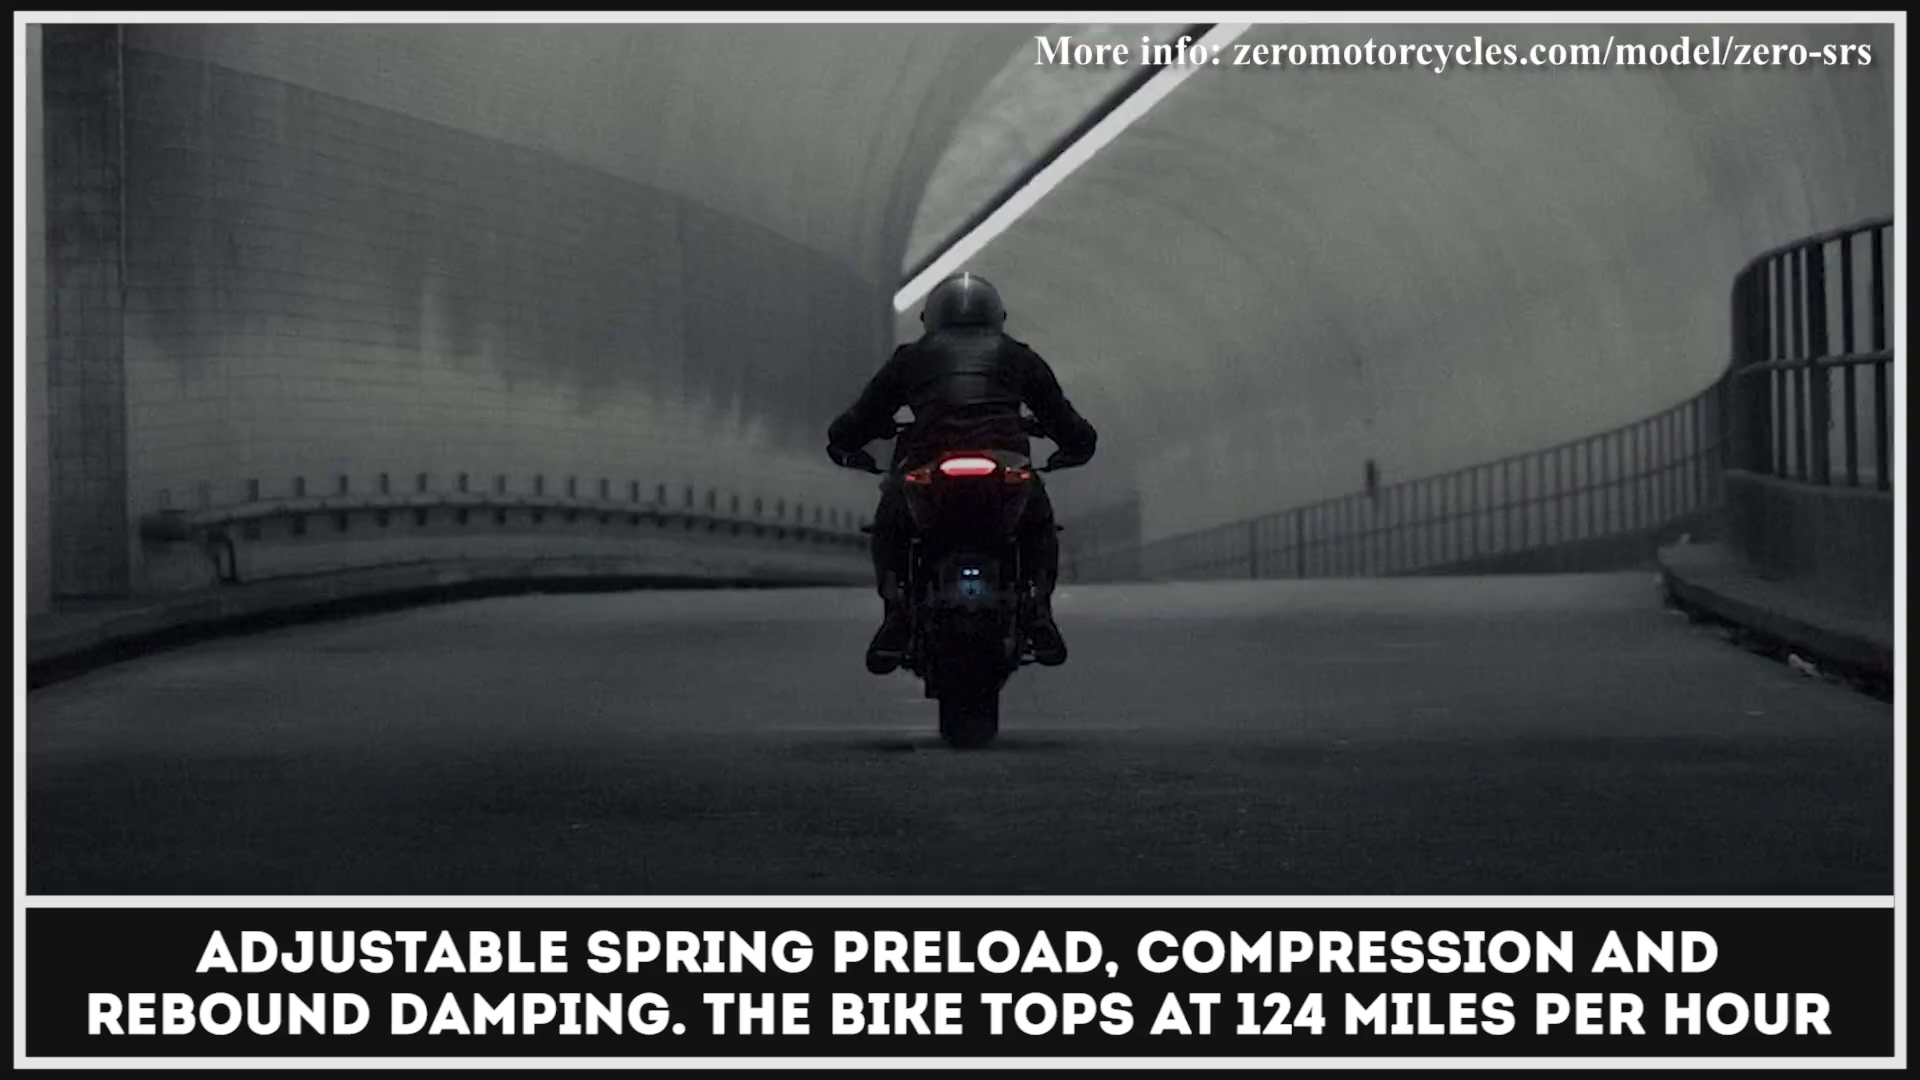 More info: zeromotorcycles.com/model/zero-srs
ADJUSTABLE SPRING PRELOAD, COMPRESSION AND
REBOUND DAMPING. THE BIKE TOPS AT 124 MILES PER HOUR